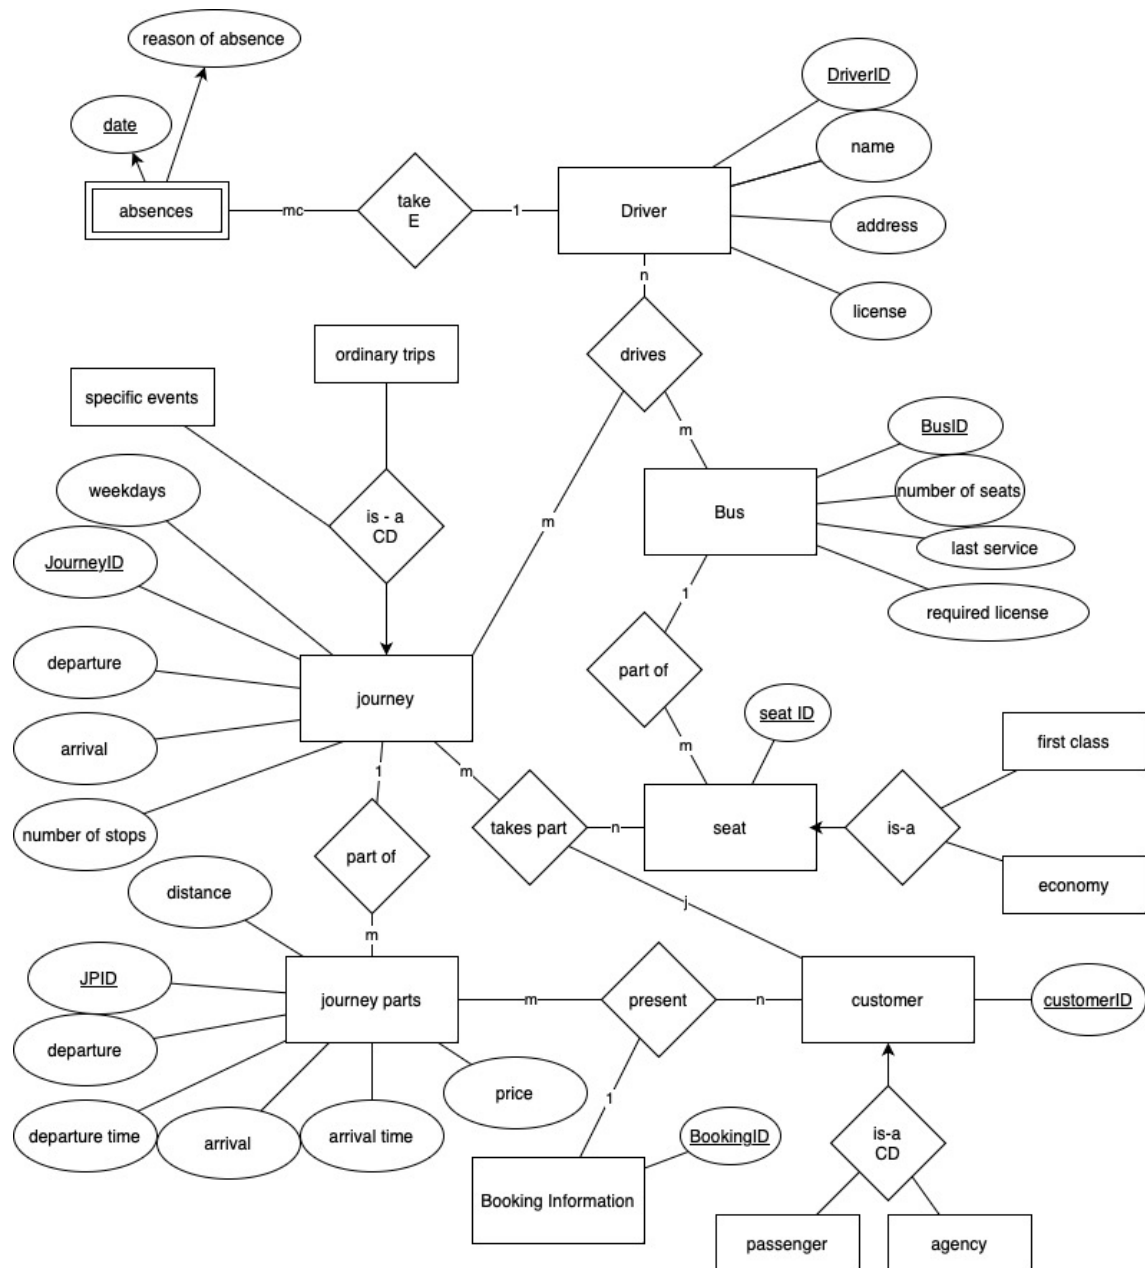 reason of absence
DriverID
date
name
take
E
absences
mc
1
Driver
address
n
license
ordinary trips
drives
specific events
BusID
m
weekdays
number of seats
is - a
CD
Bus
m
JourneyID
last service
1
required license
departure
part of
journey
seat ID
first class
arrival
m
1
m
number of stops
takes part
n
seat
is-a
part of
distance
economy
j
m
JPID
journey parts
m
present
n
customer
customerID
departure
price
1
departure time
arrival
arrival time
BookingID
is-a
CD
Booking Information
passenger
agency